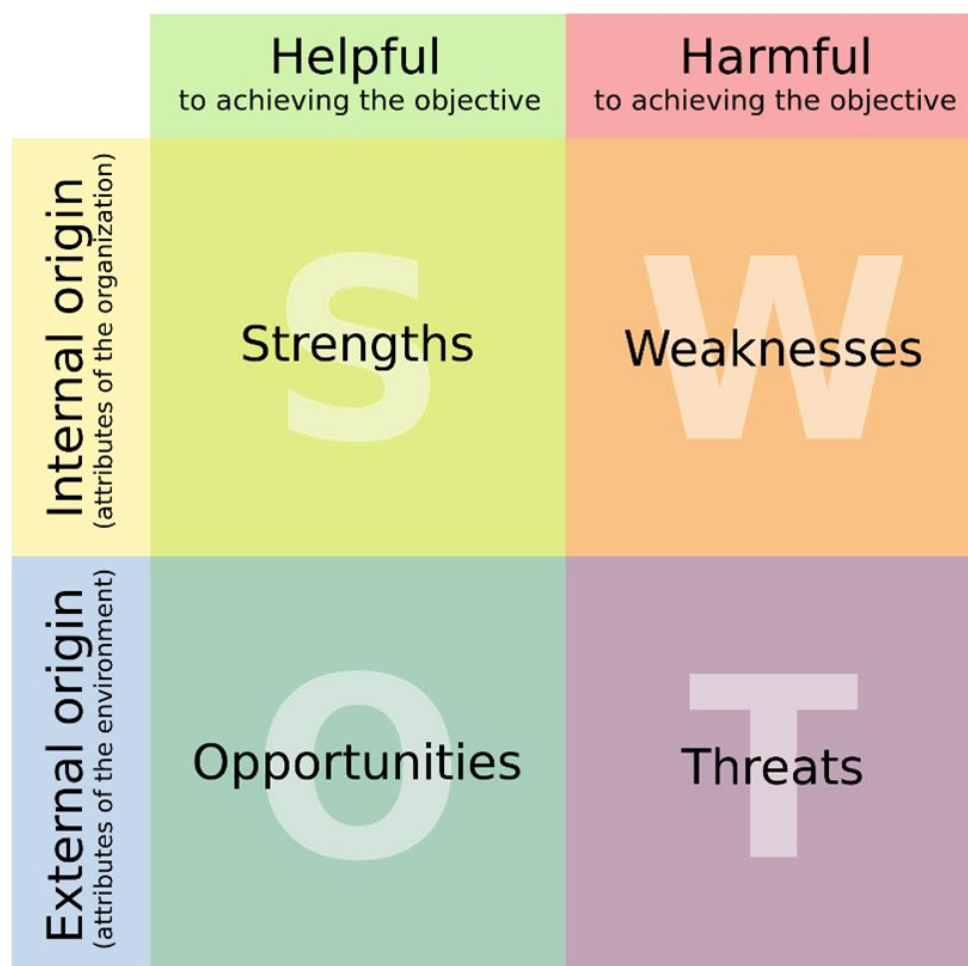 Helpful
to achieving the objective
Harmful
to achieving the objective
Internal origin
(attributes of the organization)
S
Strengths
W
Weaknesses
External origin
(attributes of the environment)
O
Opportunities
T
Threats